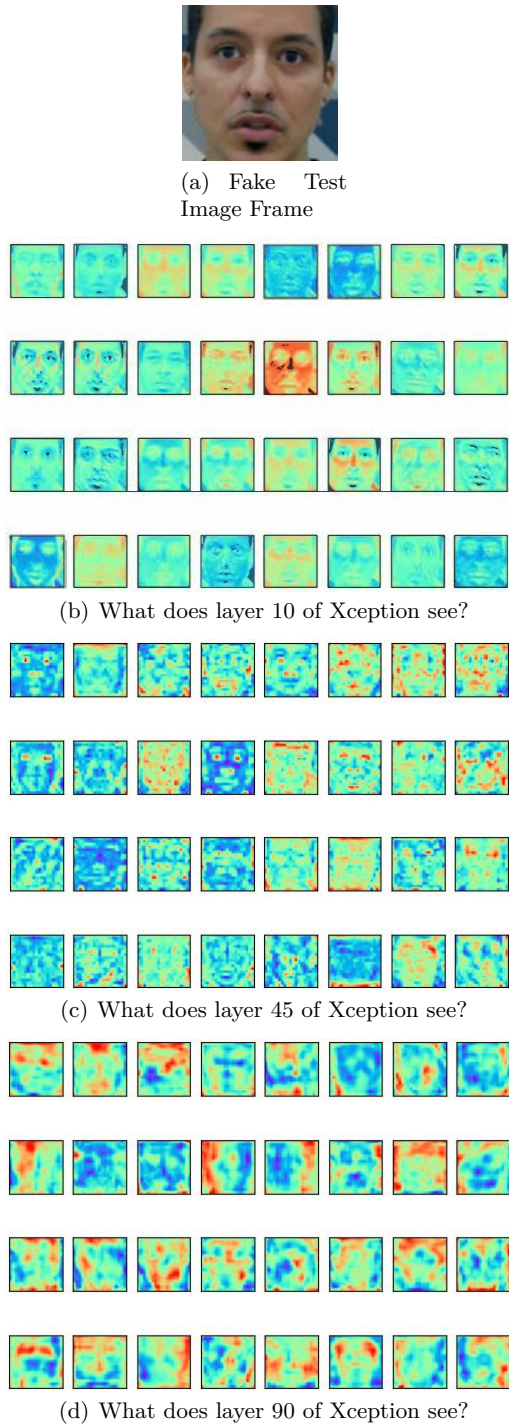 (a) Fake Test
Image Frame
(b) What does layer 10 of Xception see?
(c) What does layer 45 of Xception see?
(d) What does layer 90 of Xception see?